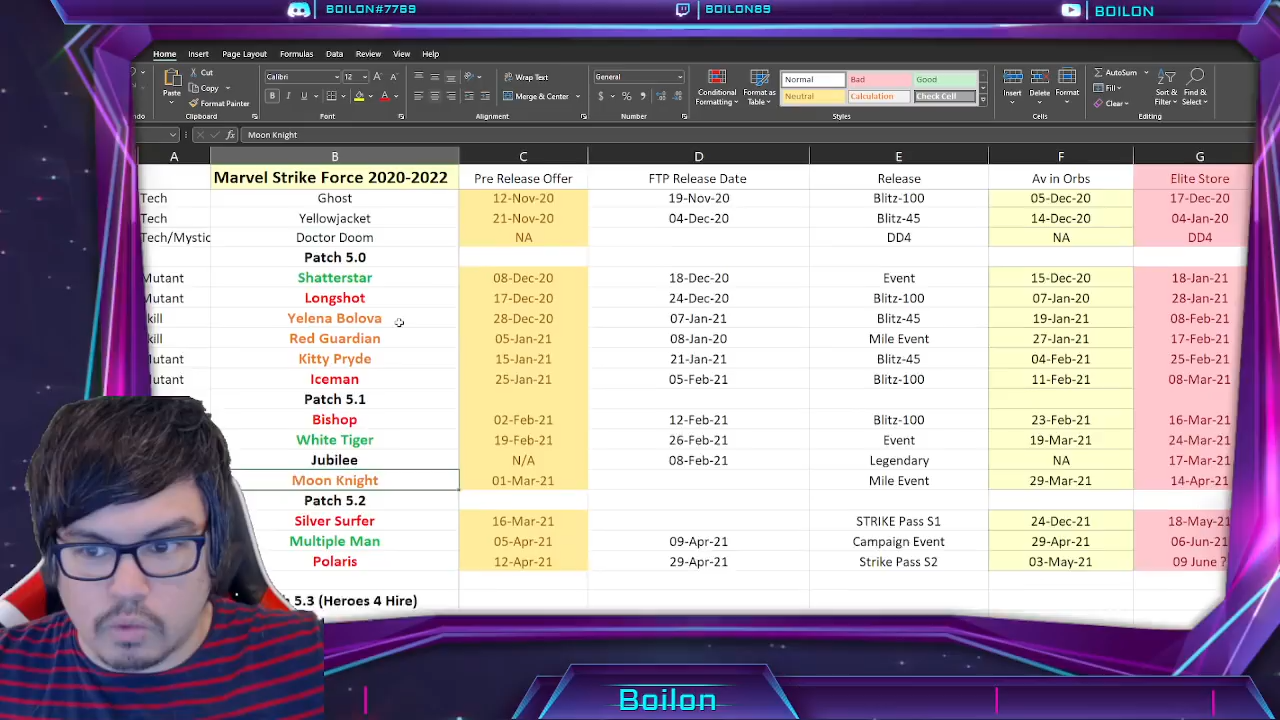 BOILON#7769 BOILON89 BOILON
Home Insert Page Layout Formulas Data Review View Help
Cut
Copy
Format Painter
Paste
Clipboard
Calibri 12
B I U
Font
Wrap Text
Merge & Center
Alignment
General
$ % ,
Number
Conditional Formatting
Format as Table
Normal Bad Good
Neutral Calculation Check Cell
Styles
Insert Delete Format
Cells
AutoSum
Fill
Clear
Sort & Filter
Find & Select
Editing
fx Moon Knight
A B C D E F G
Marvel Strike Force 2020-2022 Pre Release Offer FTP Release Date Release Av in Orbs Elite Store
Tech Ghost 12-Nov-20 19-Nov-20 Blitz-100 05-Dec-20 17-Dec-20
Tech Yellowjacket 21-Nov-20 04-Dec-20 Blitz-45 14-Dec-20 04-Jan-20
Tech/Mystic Doctor Doom NA DD4 NA DD4
Patch 5.0
Mutant Shatterstar 08-Dec-20 18-Dec-20 Event 15-Dec-20 18-Jan-21
Mutant Longshot 17-Dec-20 24-Dec-20 Blitz-100 07-Jan-20 28-Jan-21
kill Yelena Bolova 28-Dec-20 07-Jan-21 Blitz-45 19-Jan-21 08-Feb-21
kill Red Guardian 05-Jan-21 08-Jan-20 Mile Event 27-Jan-21 17-Feb-21
Mutant Kitty Pryde 15-Jan-21 21-Jan-21 Blitz-45 04-Feb-21 25-Feb-21
Mutant Iceman 25-Jan-21 05-Feb-21 Blitz-100 11-Feb-21 08-Mar-21
Patch 5.1
Bishop 02-Feb-21 12-Feb-21 Blitz-100 23-Feb-21 16-Mar-21
White Tiger 19-Feb-21 26-Feb-21 Event 19-Mar-21 24-Mar-21
Jubilee N/A 08-Feb-21 Legendary NA 17-Mar-21
Moon Knight 01-Mar-21 Mile Event 29-Mar-21 14-Apr-21
Patch 5.2
Silver Surfer 16-Mar-21 STRIKE Pass S1 24-Dec-21 18-May-21
Multiple Man 05-Apr-21 09-Apr-21 Campaign Event 29-Apr-21 06-Jun-21
Polaris 12-Apr-21 29-Apr-21 Strike Pass S2 03-May-21 09 June ?
5.3 (Heroes 4 Hire)
Boilon